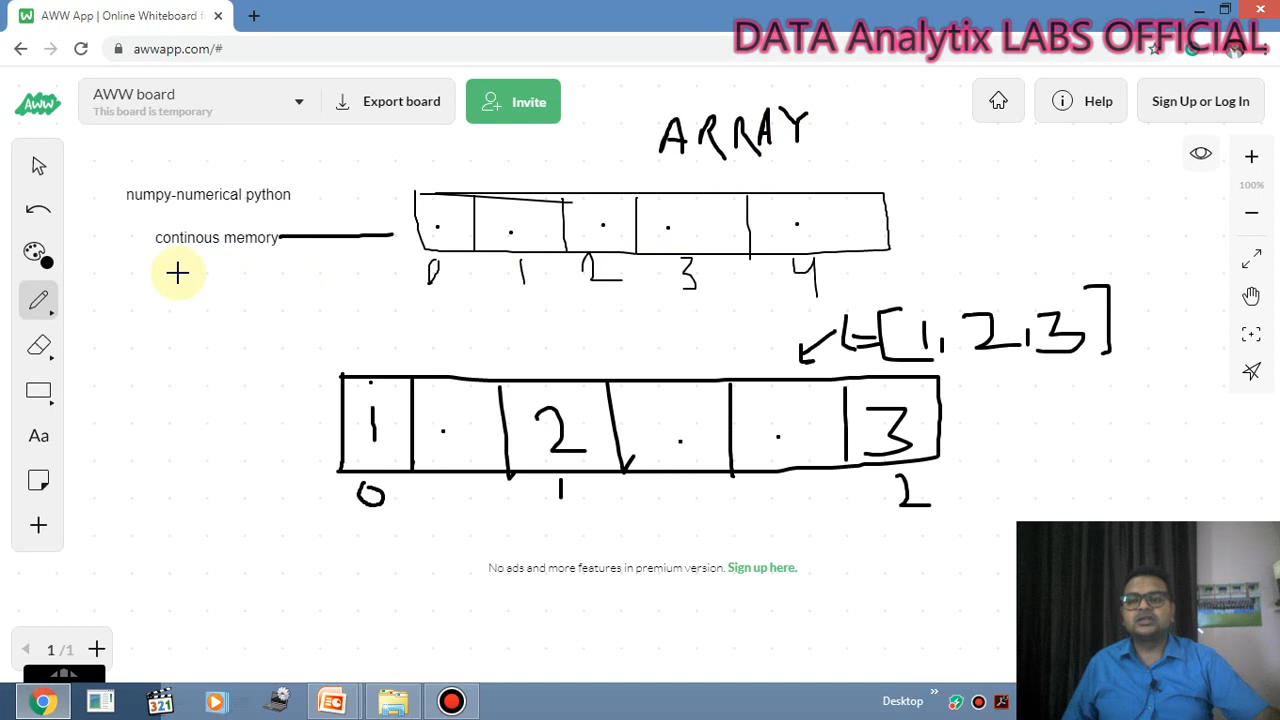 AWW App | Online Whiteboard f
DATA Analytix LABS OFFICIAL
awwapp.com/#
AWW
AWW board
This board is temporary
Export board
Invite
Help
Sign Up or Log In
ARRAY
100%
numpy-numerical python
continous memory
0 1 2 3 4
L=[1, 2, 3]
1 . 2 . . 3
0 1 2
Aa
No ads and more features in premium version. Sign up here.
1 /1
321
Desktop